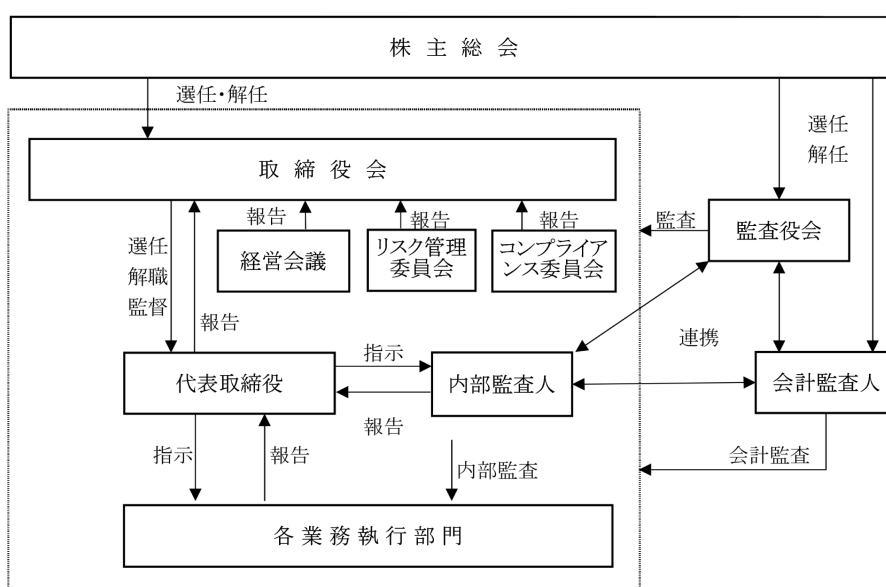 株主総会
選任・解任
選任
解任
取締役会
報告
報告
報告
監査
監査役会
経営会議
リスク管理
委員会
コンプライア
ンス委員会
選任
解職
監督
報告
連携
指示
代表取締役
内部監査人
会計監査人
報告
指示
報告
内部監査
会計監査
各業務執行部門